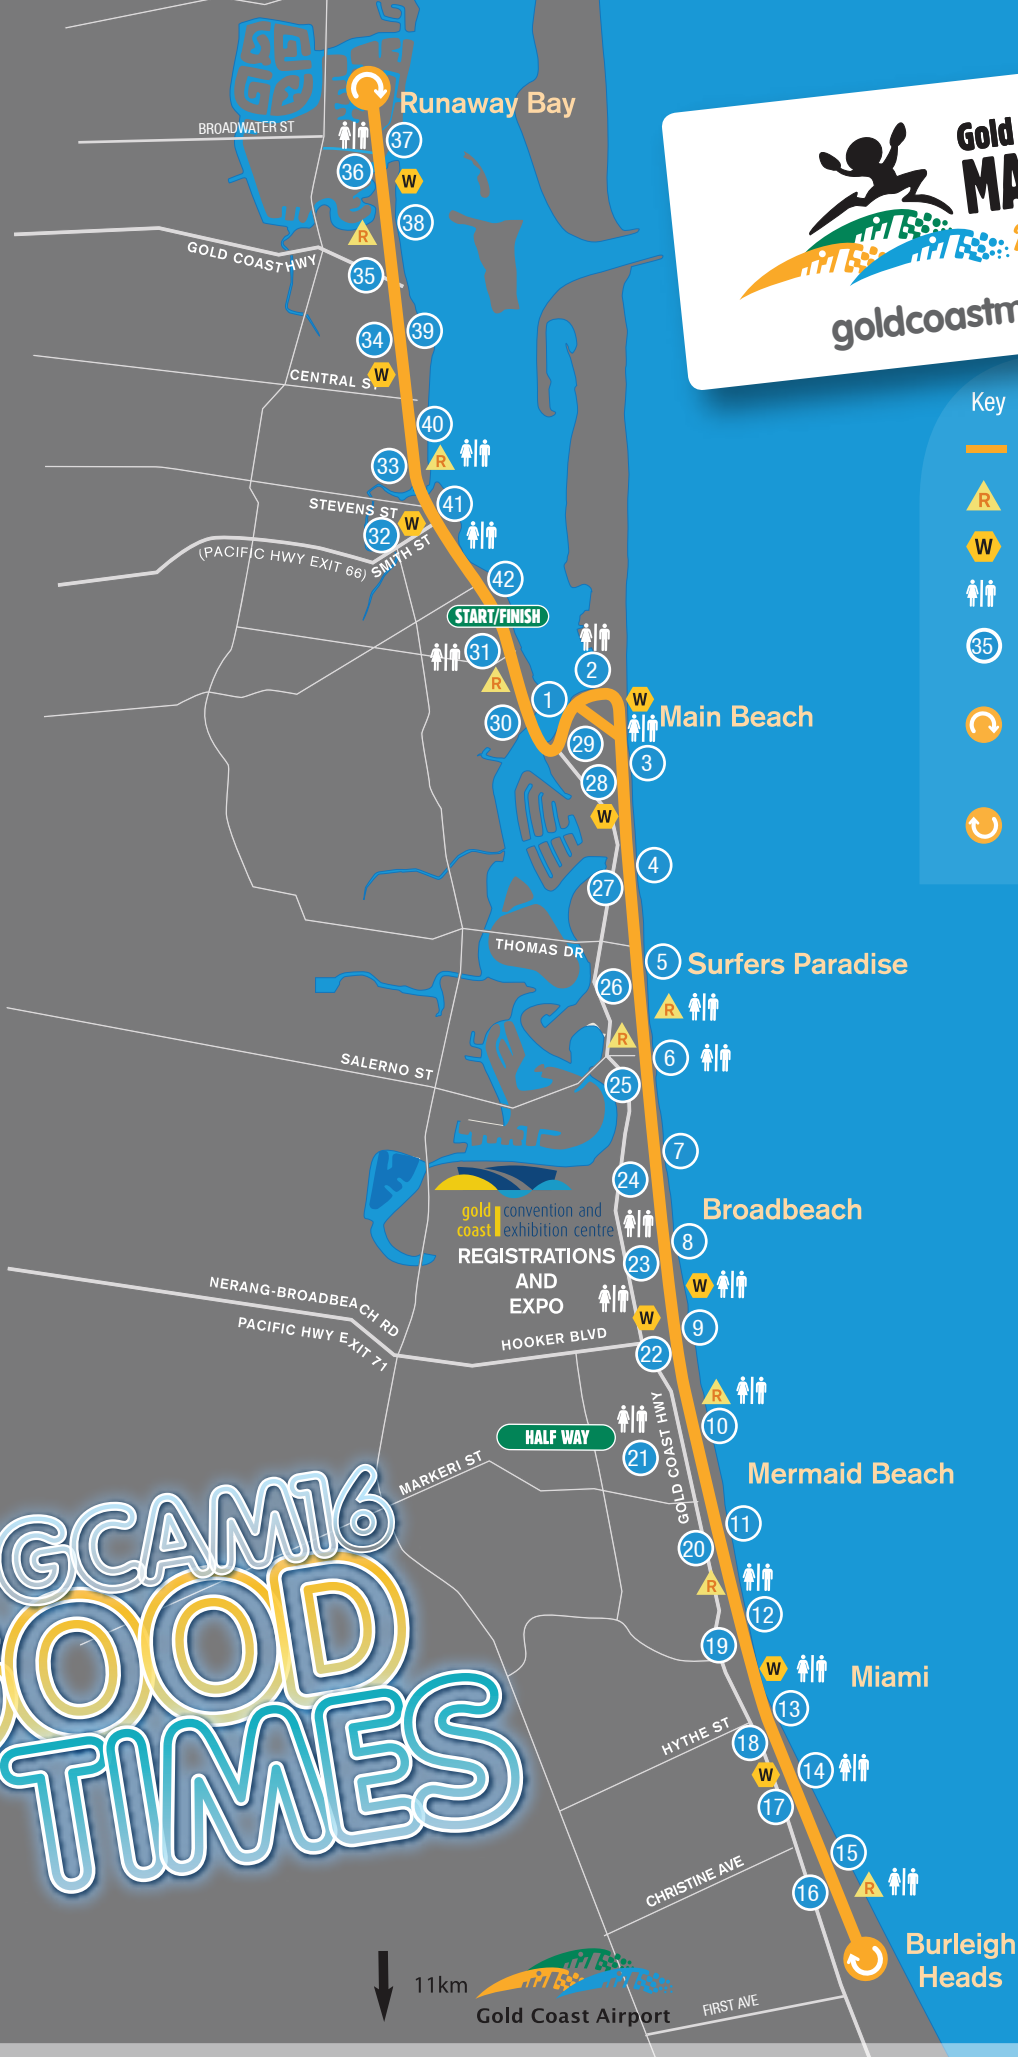 Runaway Bay
BROADWATER ST
37
36
W
38
R
GOLD COAST HWY
35
39
34
W
CENTRAL ST
40
R
33
STEVENS ST
41
W
32
(PACIFIC HWY EXIT 66)
SMITH ST
42
START/FINISH
31
R
30
1
2
W
Main Beach
29
3
28
W
4
27
THOMAS DR
5
Surfers Paradise
26
R
R
6
SALERNO ST
25
7
24
Broadbeach
gold
coast
convention and
exhibition centre
REGISTRATIONS
AND
EXPO
8
23
W
W
9
NERANG-BROADBEACH RD
PACIFIC HWY EXIT 71
HOOKER BLVD
22
R
10
GOLD COAST HWY
HALF WAY
21
MARKERI ST
Mermaid Beach
11
20
R
12
19
W
Miami
13
HYTHE ST
18
14
W
17
15
CHRISTINE AVE
16
R
Burleigh
Heads
11km
Gold Coast Airport
FIRST AVE
GCAM16
OOD
TIMES
Gold
MA
goldcoastm
Key
R
W
35